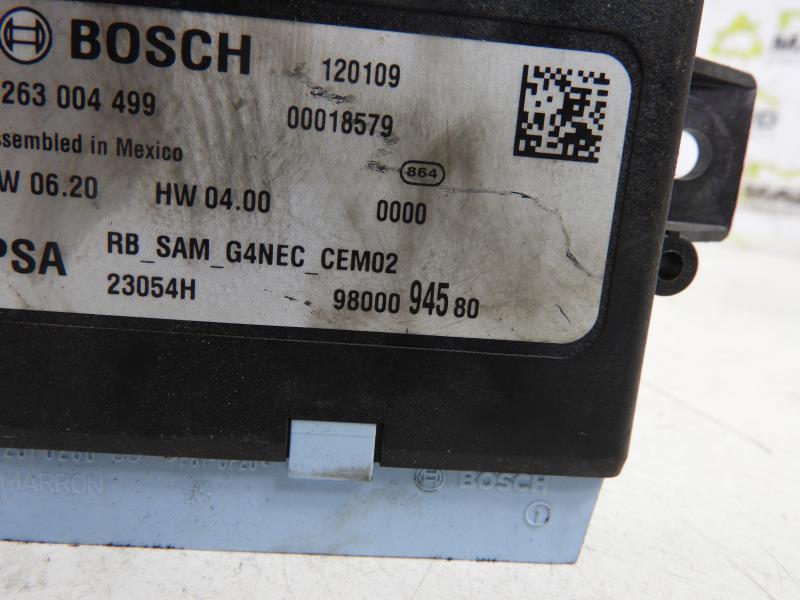 BOSCH
120109
263 004 499
00018579
ssembled in Mexico
864
W 06.20
HW 04.00
0000
PSA
RB_SAM_G4NEC_CEM02
23054H
98000 945 80
MARRON
BOSCH